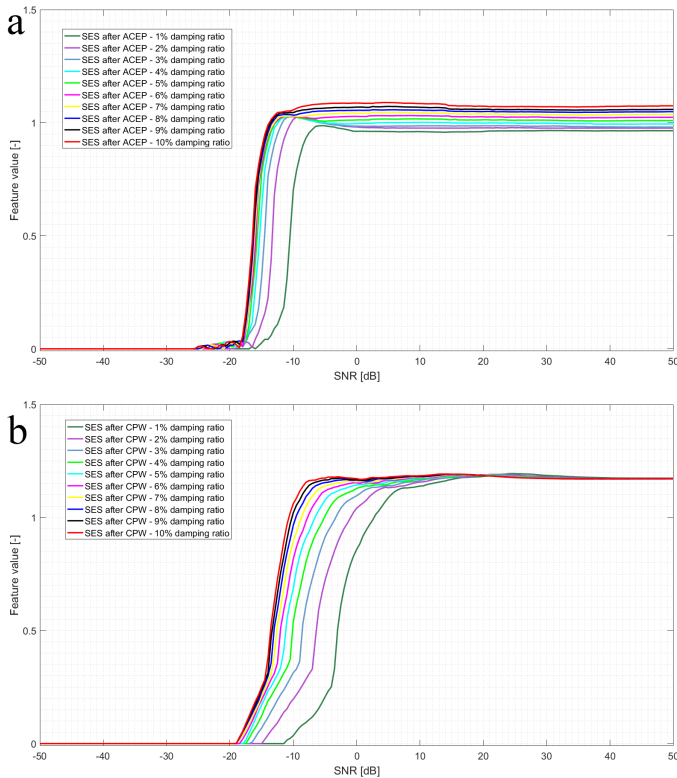 a
1.5
1
0.5
0
Feature value [-]
SES after ACEP - 1% damping ratio
SES after ACEP - 2% damping ratio
SES after ACEP - 3% damping ratio
SES after ACEP - 4% damping ratio
SES after ACEP - 5% damping ratio
SES after ACEP - 6% damping ratio
SES after ACEP - 7% damping ratio
SES after ACEP - 8% damping ratio
SES after ACEP - 9% damping ratio
SES after ACEP - 10% damping ratio
-50 -40 -30 -20 -10 0 10 20 30 40 50
SNR [dB]
b
1.5
1
0.5
0
Feature value [-]
SES after CPW - 1% damping ratio
SES after CPW - 2% damping ratio
SES after CPW - 3% damping ratio
SES after CPW - 4% damping ratio
SES after CPW - 5% damping ratio
SES after CPW - 6% damping ratio
SES after CPW - 7% damping ratio
SES after CPW - 8% damping ratio
SES after CPW - 9% damping ratio
SES after CPW - 10% damping ratio
-50 -40 -30 -20 -10 0 10 20 30 40 50
SNR [dB]